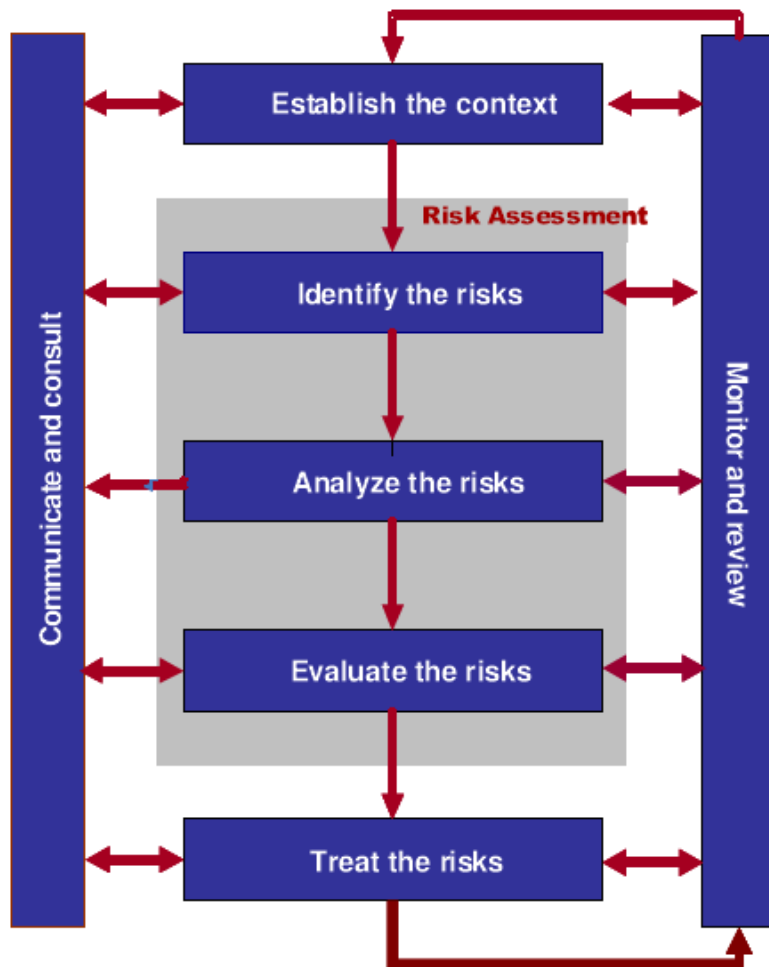 Establish the context
Risk Assessment
Identify the risks
Analyze the risks
Evaluate the risks
Treat the risks
Communicate and consult
Monitor and review